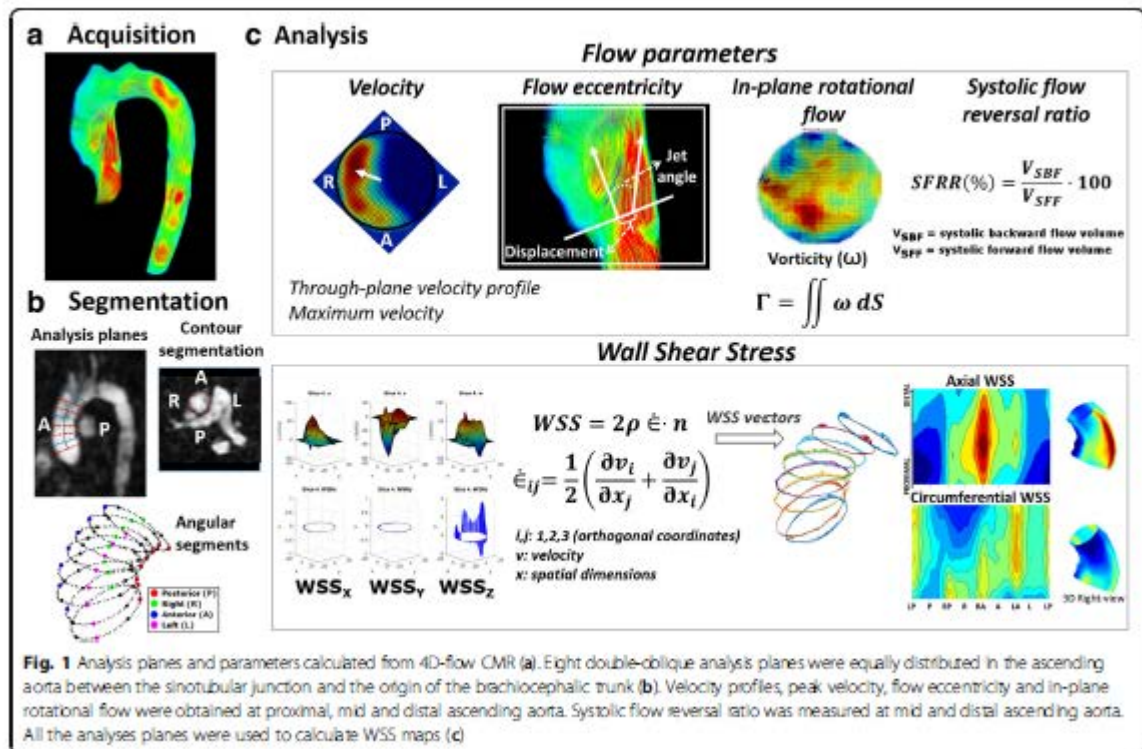 a Acquisition
c Analysis
Flow parameters
Velocity
P
R
L
A
Through-plane velocity profile
Maximum velocity
Flow eccentricity
Jet
angle
Displacement
In-plane rotational
flow
Vorticity (ω)
Γ = ∬ ω dS
Systolic flow
reversal ratio
SFRR(%) = V_SBF / V_SFF · 100
V_SBF = systolic backward flow volume
V_SFF = systolic forward flow volume
b Segmentation
Analysis planes
A
P
Contour
segmentation
A
R
L
P
Angular
segments
Posterior (P)
Right (R)
Anterior (A)
Left (L)
Wall Shear Stress
WSS_X
WSS_Y
WSS_Z
WSS = 2ρ ϵ̇ · n
ϵ̇_ij = 1/2 (∂v_i/∂x_j + ∂v_j/∂x_i)
i,j: 1,2,3 (orthogonal coordinates)
v: velocity
x: spatial dimensions
WSS vectors
Axial WSS
DISTAL
PROXIMAL
Circumferential WSS
LP P RP R RA A LA L LP
3D Right view
Fig. 1 Analysis planes and parameters calculated from 4D-flow CMR (a). Eight double-oblique analysis planes were equally distributed in the ascending
aorta between the sinotubular junction and the origin of the brachiocephalic trunk (b). Velocity profiles, peak velocity, flow eccentricity and in-plane
rotational flow were obtained at proximal, mid and distal ascending aorta. Systolic flow reversal ratio was measured at mid and distal ascending aorta.
All the analyses planes were used to calculate WSS maps (c)